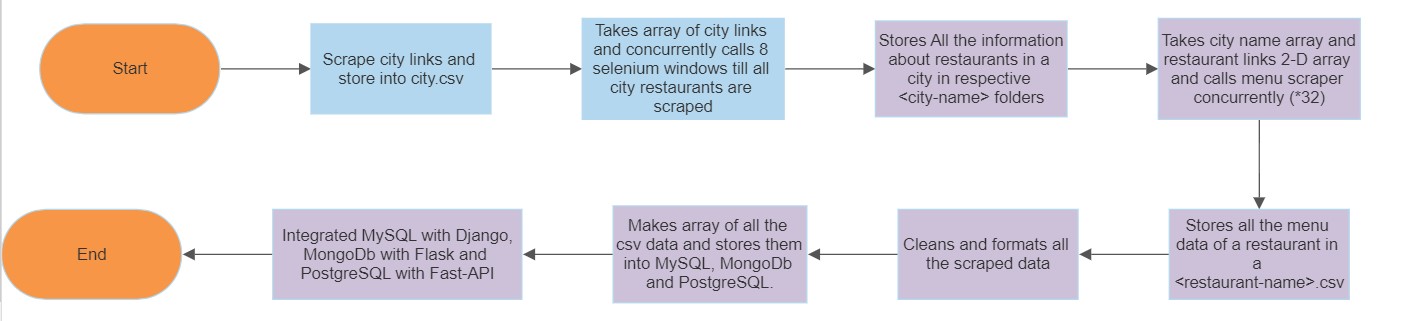 Start
Scrape city links and
store into city.csv
Takes array of city links
and concurrently calls 8
selenium windows till all
city restaurants are
scraped
Stores All the information
about restaurants in a
city in respective
<city-name> folders
Takes city name array and
restaurant links 2-D array
and calls menu scraper
concurrently (*32)
Stores all the menu
data of a restaurant in
a
<restaurant-name>.csv
Cleans and formats all
the scraped data
Makes array of all the
csv data and stores them
into MySQL, MongoDb
and PostgreSQL.
Integrated MySQL with Django,
MongoDb with Flask and
PostgreSQL with Fast-API
End